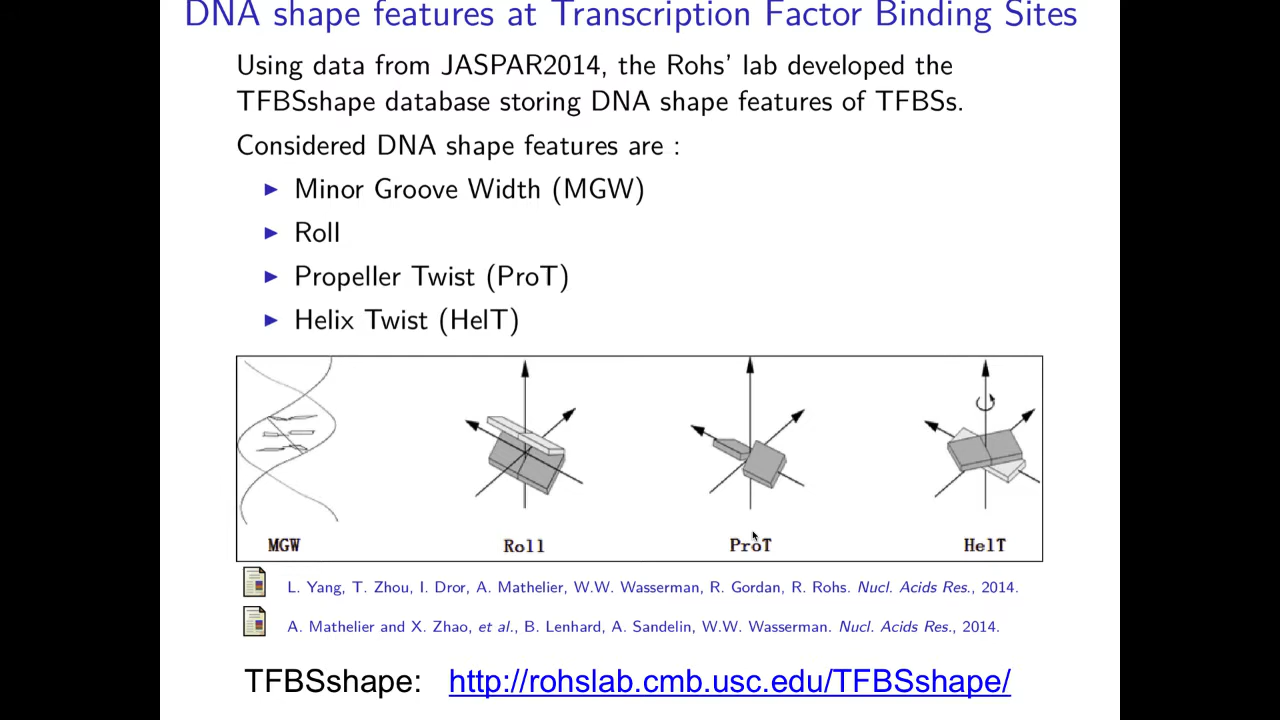 DNA shape features at Transcription Factor Binding Sites
Using data from JASPAR2014, the Rohs' lab developed the
TFBSshape database storing DNA shape features of TFBSs.
Considered DNA shape features are :
Minor Groove Width (MGW)
Roll
Propeller Twist (ProT)
Helix Twist (HelT)
MGW Roll ProT HelT
L. Yang, T. Zhou, I. Dror, A. Mathelier, W.W. Wasserman, R. Gordan, R. Rohs. Nucl. Acids Res., 2014.
A. Mathelier and X. Zhao, et al., B. Lenhard, A. Sandelin, W.W. Wasserman. Nucl. Acids Res., 2014.
TFBSshape: http://rohslab.cmb.usc.edu/TFBSshape/